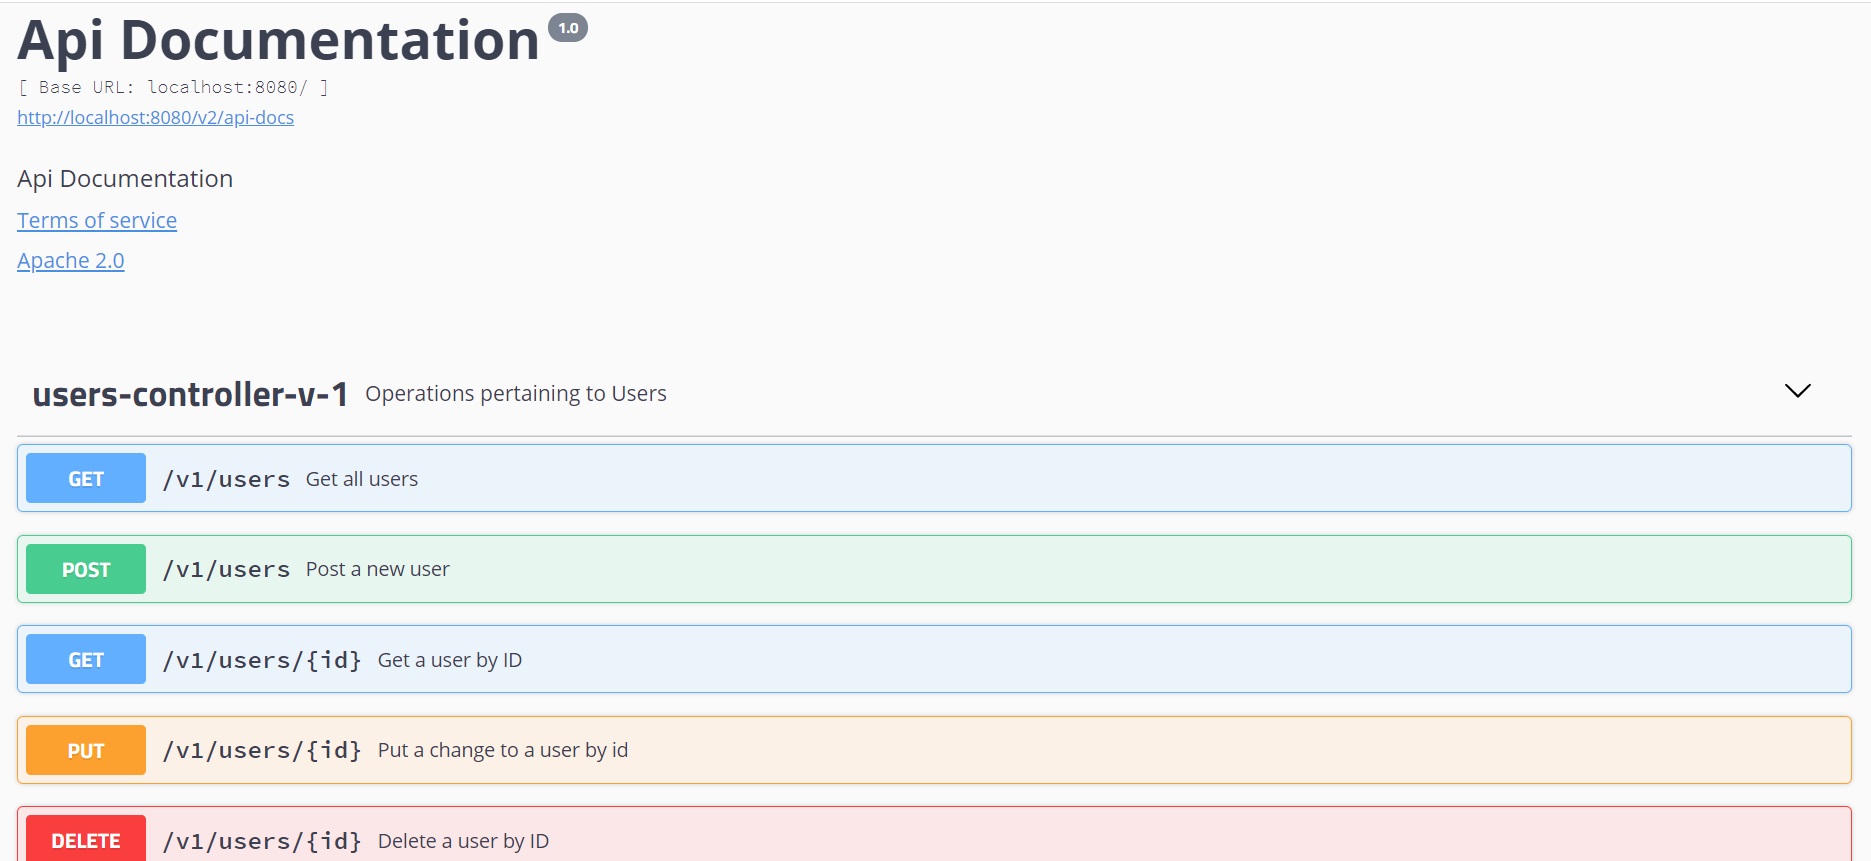 Api Documentation 1.0
[ Base URL: localhost:8080/ ]
http://localhost:8080/v2/api-docs
Api Documentation
Terms of service
Apache 2.0
users-controller-v-1 Operations pertaining to Users
GET /v1/users Get all users
POST /v1/users Post a new user
GET /v1/users/{id} Get a user by ID
PUT /v1/users/{id} Put a change to a user by id
DELETE /v1/users/{id} Delete a user by ID